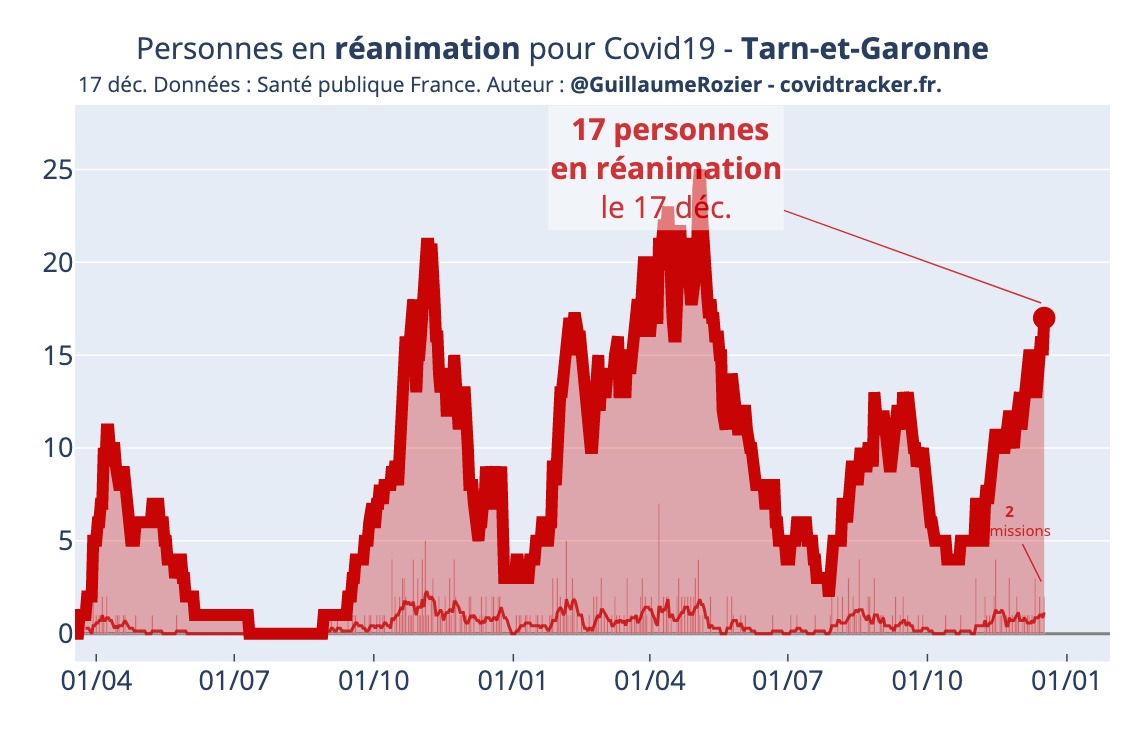 Personnes en réanimation pour Covid19 - Tarn-et-Garonne
17 déc. Données : Santé publique France. Auteur : @GuillaumeRozier - covidtracker.fr.
17 personnes
en réanimation
le 17 déc.
25
20
15
10
5
0
2
missions
01/04
01/07
01/10
01/01
01/04
01/07
01/10
01/01